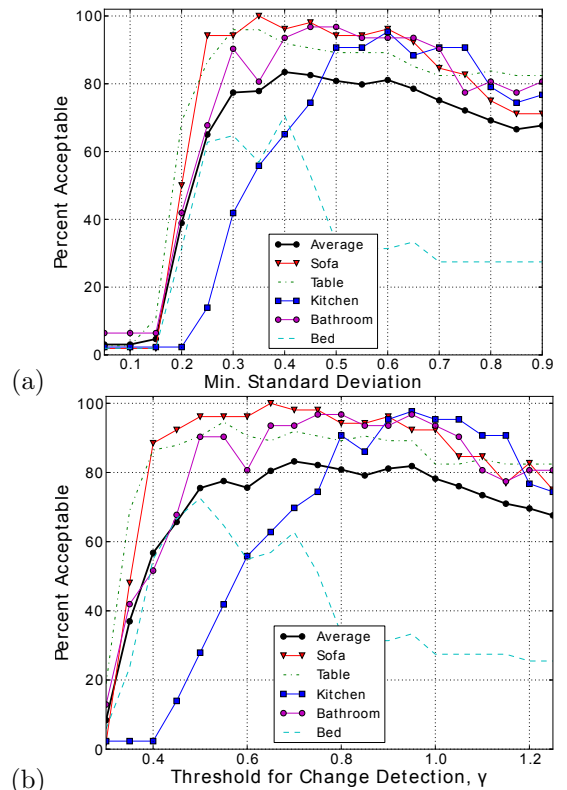 100
80
60
40
20
0
Percent Acceptable
Average
Sofa
Table
Kitchen
Bathroom
Bed
0.1 0.2 0.3 0.4 0.5 0.6 0.7 0.8 0.9
Min. Standard Deviation
(a)
100
80
60
40
20
0
Percent Acceptable
Average
Sofa
Table
Kitchen
Bathroom
Bed
0.4 0.6 0.8 1.0 1.2
Threshold for Change Detection, γ
(b)